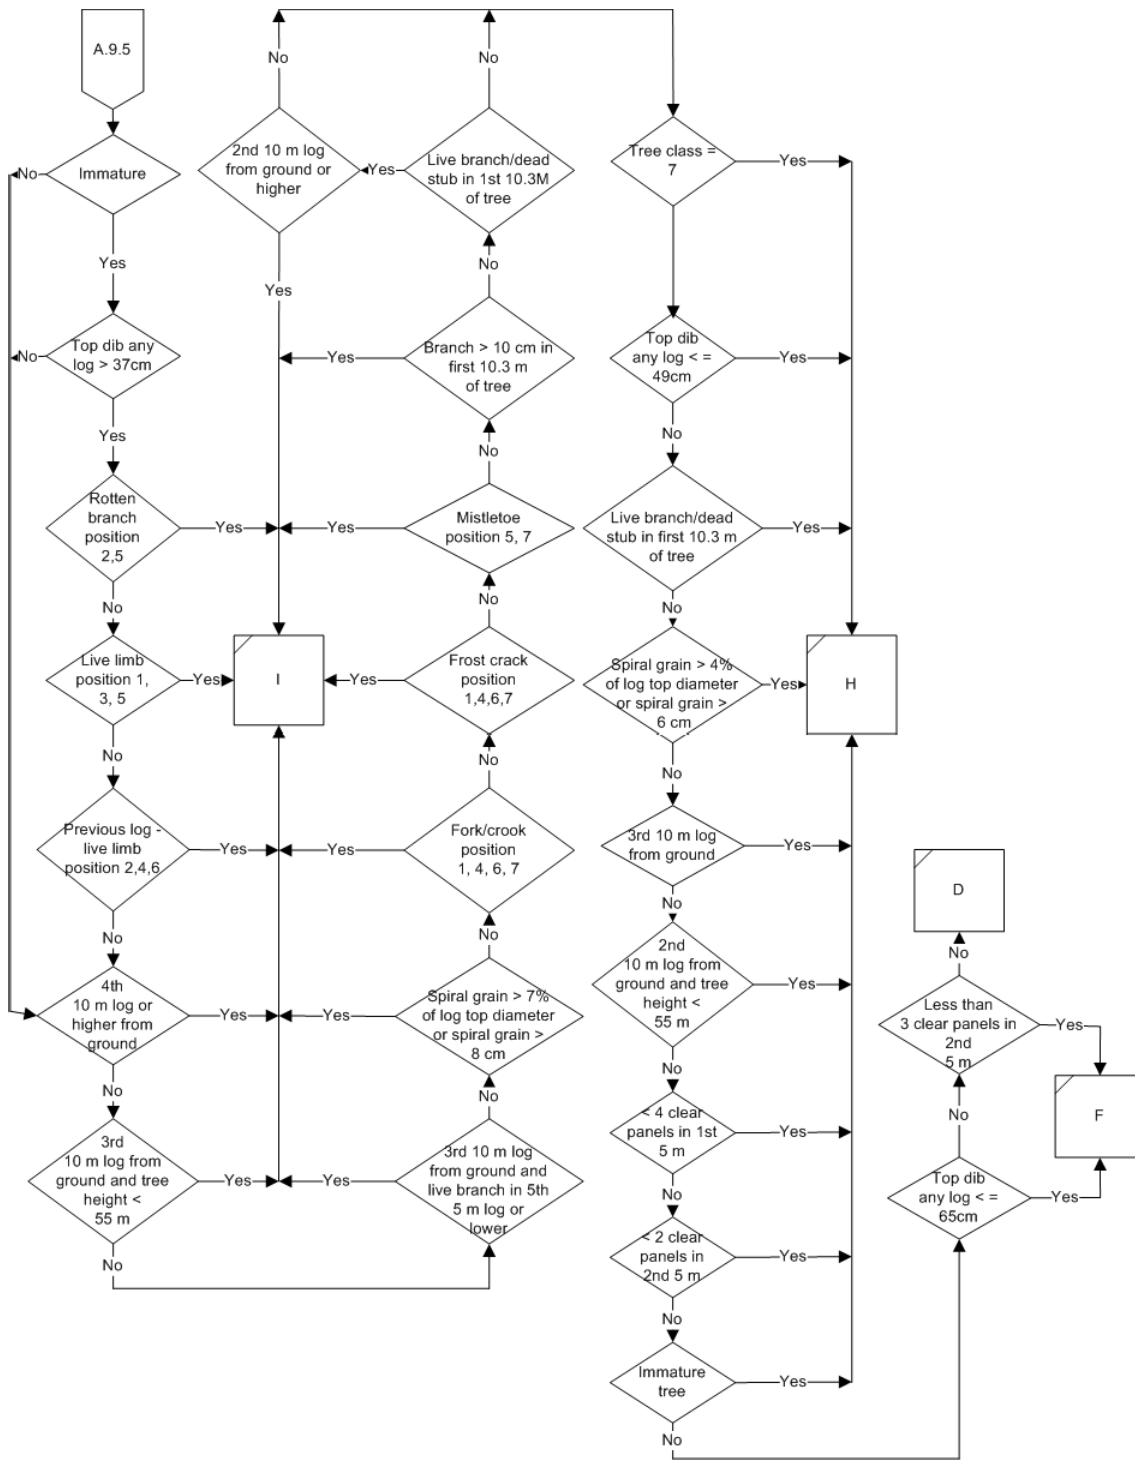 A.9.5
Immature
No
Yes
Top dib any
log > 37cm
No
Yes
Rotten
branch
position
2,5
Yes
No
Live limb
position 1,
3, 5
Yes
No
Previous log -
live limb
position 2,4,6
Yes
No
4th
10 m log or
higher from
ground
Yes
No
3rd
10 m log from
ground and tree
height <
55 m
Yes
No
3rd 10 m log
from ground and
live branch in 5th
5 m log or
lower
Yes
No
Spiral grain > 7%
of log top diameter
or spiral grain >
8 cm
Yes
No
Fork/crook
position
1, 4, 6, 7
Yes
No
Frost crack
position
1,4,6,7
Yes
No
Mistletoe
position 5, 7
Yes
No
Branch > 10 cm in
first 10.3 m
of tree
Yes
No
Live branch/dead
stub in 1st 10.3M
of tree
Yes
No
2nd 10 m log
from ground or
higher
No
Yes
I
Tree class =
7
Yes
Top dib
any log < =
49cm
Yes
No
Live branch/dead
stub in first 10.3 m
of tree
Yes
No
Spiral grain > 4%
of log top diameter
or spiral grain >
6 cm
Yes
No
H
3rd 10 m log
from ground
Yes
No
2nd
10 m log from
ground and tree
height <
55 m
Yes
No
< 4 clear
panels in 1st
5 m
Yes
No
< 2 clear
panels in
2nd 5 m
Yes
No
Immature
tree
Yes
No
Top dib
any log < =
65cm
Yes
No
Less than
3 clear panels in
2nd
5 m
Yes
No
D
F